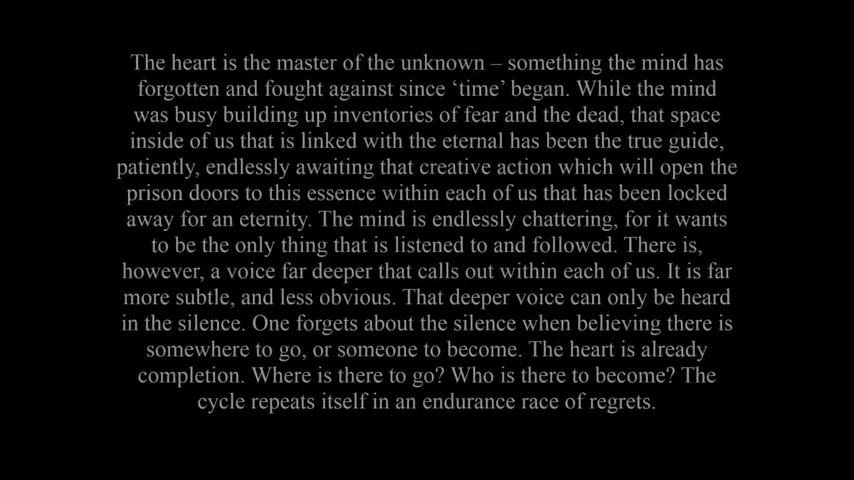 The heart is the master of the unknown – something the mind has
forgotten and fought against since ‘time’ began. While the mind
was busy building up inventories of fear and the dead, that space
inside of us that is linked with the eternal has been the true guide,
patiently, endlessly awaiting that creative action which will open the
prison doors to this essence within each of us that has been locked
away for an eternity. The mind is endlessly chattering, for it wants
to be the only thing that is listened to and followed. There is,
however, a voice far deeper that calls out within each of us. It is far
more subtle, and less obvious. That deeper voice can only be heard
in the silence. One forgets about the silence when believing there is
somewhere to go, or someone to become. The heart is already
completion. Where is there to go? Who is there to become? The
cycle repeats itself in an endurance race of regrets.